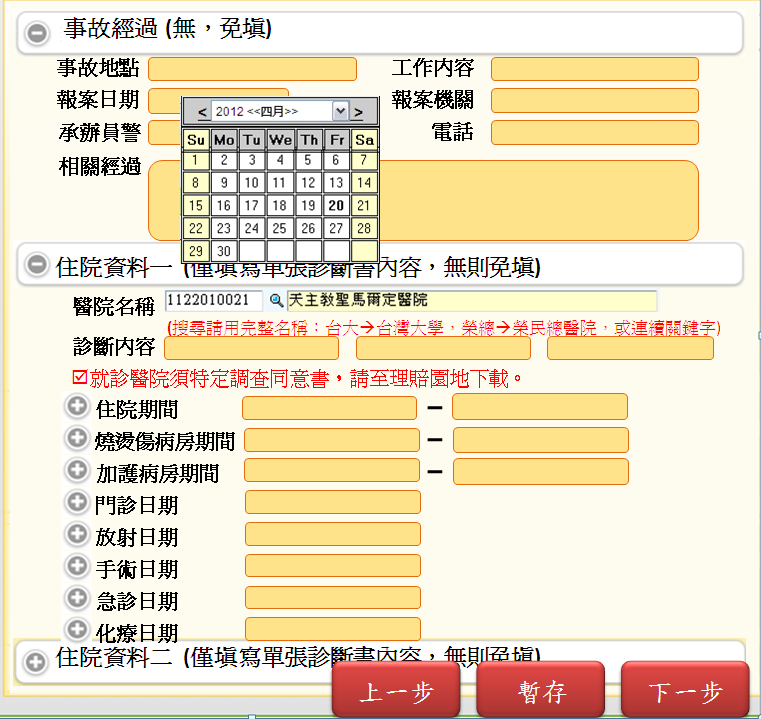 事故經過 (無，免填)
事故地點 工作內容
報案日期 報案機關
< 2012 <<四月>> >
承辦員警 電話
Su Mo Tu We Th Fr Sa
1 2 3 4 5 6 7
相關經過
8 9 10 11 12 13 14
15 16 17 18 19 20 21
22 23 24 25 26 27 28
29 30
住院資料一 (僅填寫單張診斷書內容，無則免填)
醫院名稱 1122010021 天主教聖馬爾定醫院
(搜尋請用完整名稱：台大→台灣大學，榮總→榮民總醫院，或連續關鍵字)
診斷內容
就診醫院須特定調查同意書，請至理賠園地下載。
住院期間 –
燒燙傷病房期間 –
加護病房期間 –
門診日期
放射日期
手術日期
急診日期
化療日期
住院資料二 (僅填寫單張診斷書內容，無則免填)
上一步 暫存 下一步